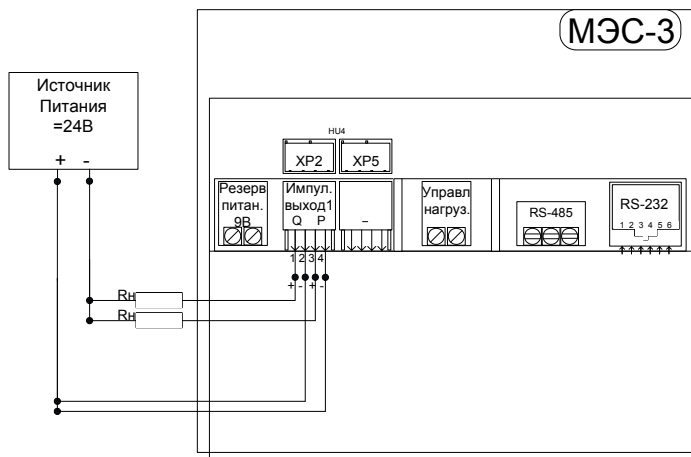 МЭС-3
Источник
Питания
=24В
+ -
HU4
XP2 XP5
Резерв
питан.
9В
Импул.
выход1
Q P
–
Управл
нагруз.
RS-485
RS-232
1 2 3 4 5 6
1 2 3 4
+ - + -
Rн
Rн